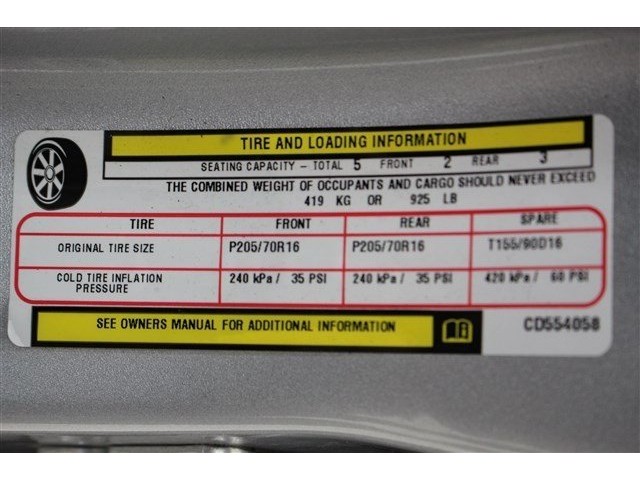 TIRE AND LOADING INFORMATION
SEATING CAPACITY - TOTAL 5 FRONT 2 REAR 3
THE COMBINED WEIGHT OF OCCUPANTS AND CARGO SHOULD NEVER EXCEED
419 KG OR 925 LB
TIRE FRONT REAR SPARE
ORIGINAL TIRE SIZE P205/70R16 P205/70R16 T155/90D16
COLD TIRE INFLATION
PRESSURE 240 kPa / 35 PSI 240 kPa / 35 PSI 420 kPa / 60 PSI
SEE OWNERS MANUAL FOR ADDITIONAL INFORMATION
CD554058